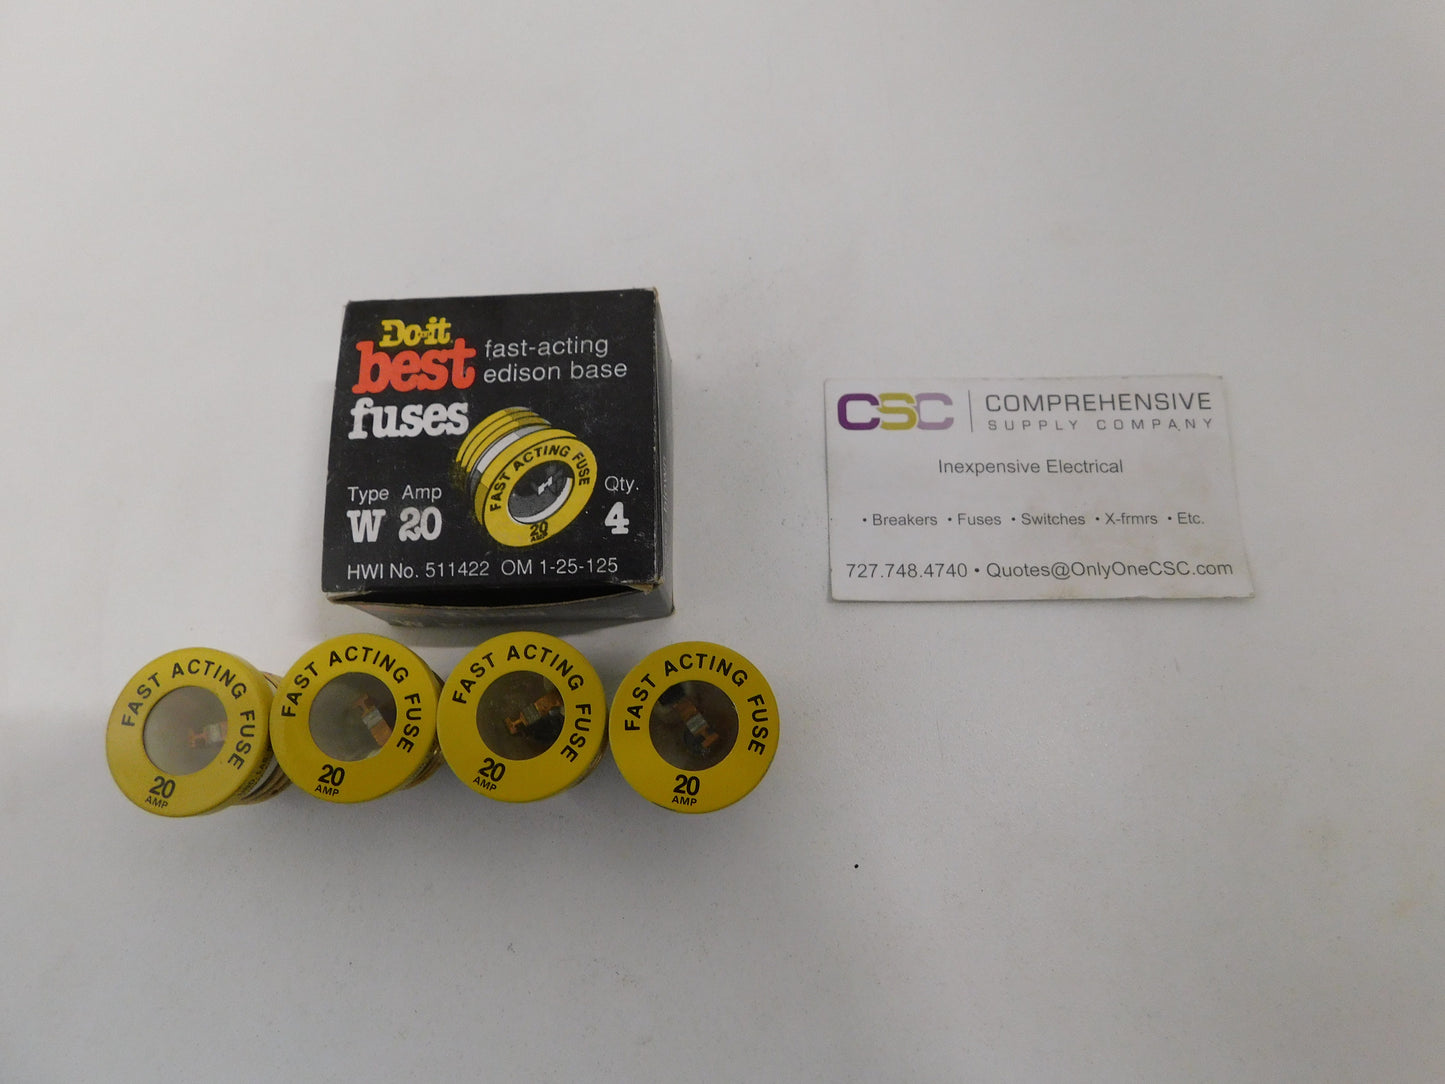 Do it
best
fuses
fast-acting
edison base
FAST ACTING FUSE
20
AMP
Type Amp
W 20
Qty.
4
HWI No. 511422 OM 1-25-125
CSC
COMPREHENSIVE
SUPPLY COMPANY
Inexpensive Electrical
• Breakers • Fuses • Switches • X-frmrs • Etc.
727.748.4740 • Quotes@OnlyOneCSC.com
FAST ACTING FUSE
20
AMP
FAST ACTING FUSE
20
AMP
FAST ACTING FUSE
20
AMP
FAST ACTING FUSE
20
AMP